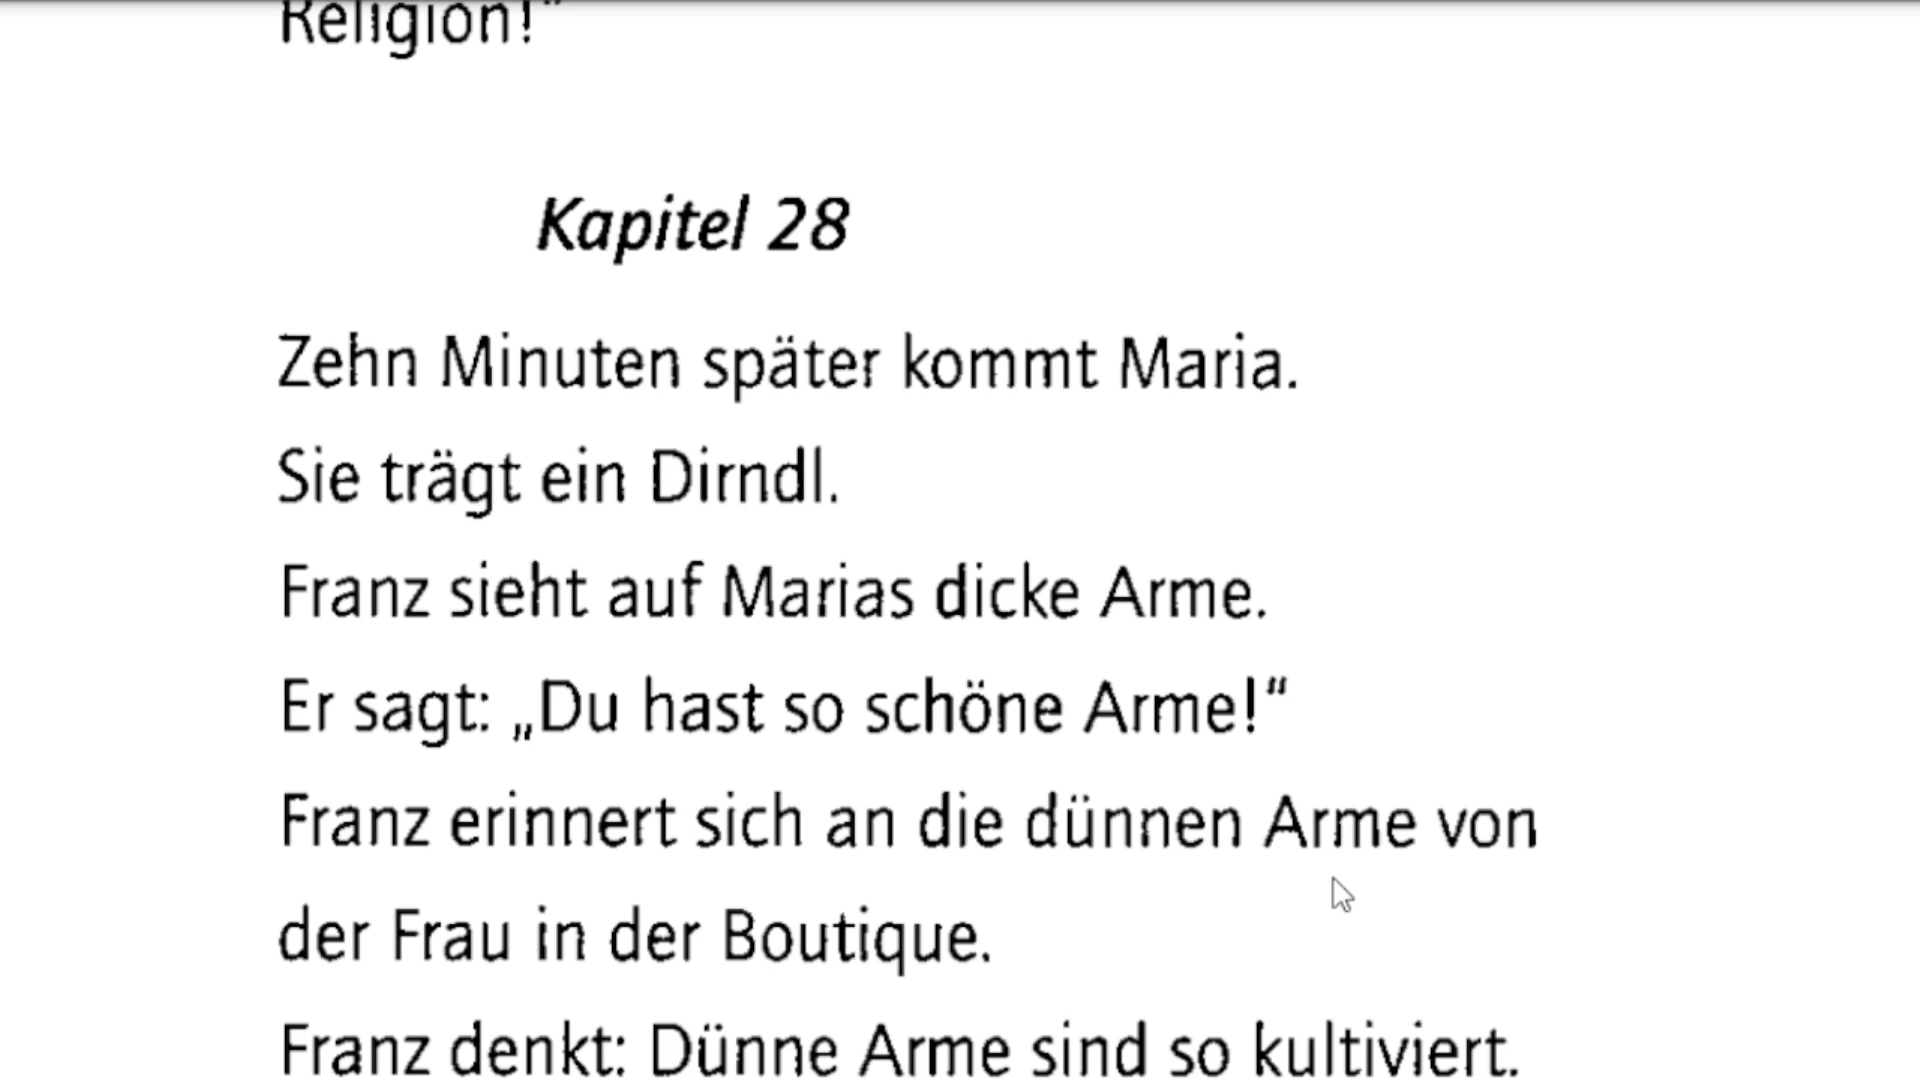 Religion!“
Kapitel 28
Zehn Minuten später kommt Maria.
Sie trägt ein Dirndl.
Franz sieht auf Marias dicke Arme.
Er sagt: „Du hast so schöne Arme!“
Franz erinnert sich an die dünnen Arme von
der Frau in der Boutique.
Franz denkt: Dünne Arme sind so kultiviert.